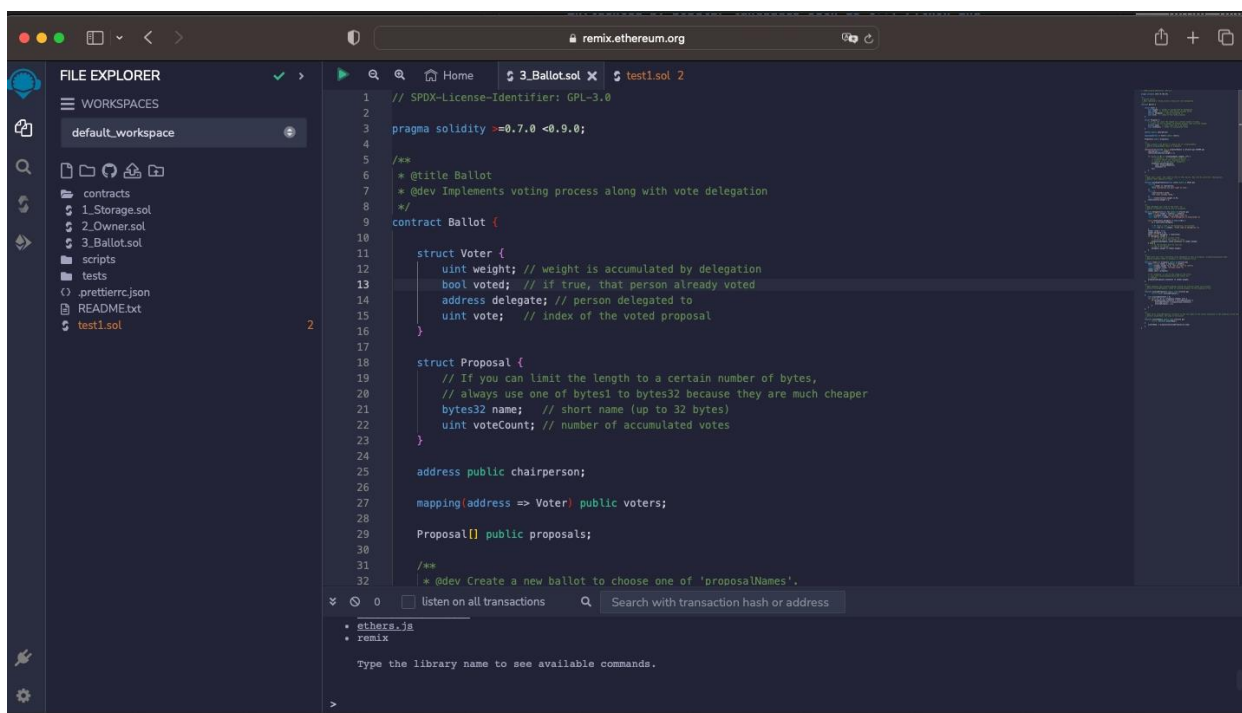 remix.ethereum.org
FILE EXPLORER
WORKSPACES
default_workspace
contracts
1_Storage.sol
2_Owner.sol
3_Ballot.sol
scripts
tests
.prettierrc.json
README.txt
test1.sol 2
Home 3_Ballot.sol test1.sol 2
1 // SPDX-License-Identifier: GPL-3.0
2
3 pragma solidity >=0.7.0 <0.9.0;
4
5 /**
6  * @title Ballot
7  * @dev Implements voting process along with vote delegation
8  */
9 contract Ballot {
10
11     struct Voter {
12         uint weight; // weight is accumulated by delegation
13         bool voted;  // if true, that person already voted
14         address delegate; // person delegated to
15         uint vote;   // index of the voted proposal
16     }
17
18     struct Proposal {
19         // If you can limit the length to a certain number of bytes,
20         // always use one of bytes1 to bytes32 because they are much cheaper
21         bytes32 name;   // short name (up to 32 bytes)
22         uint voteCount; // number of accumulated votes
23     }
24
25     address public chairperson;
26
27     mapping(address => Voter) public voters;
28
29     Proposal[] public proposals;
30
31     /**
32      * @dev Create a new ballot to choose one of 'proposalNames'.
0 listen on all transactions Search with transaction hash or address
• ethers.js
• remix
Type the library name to see available commands.
>